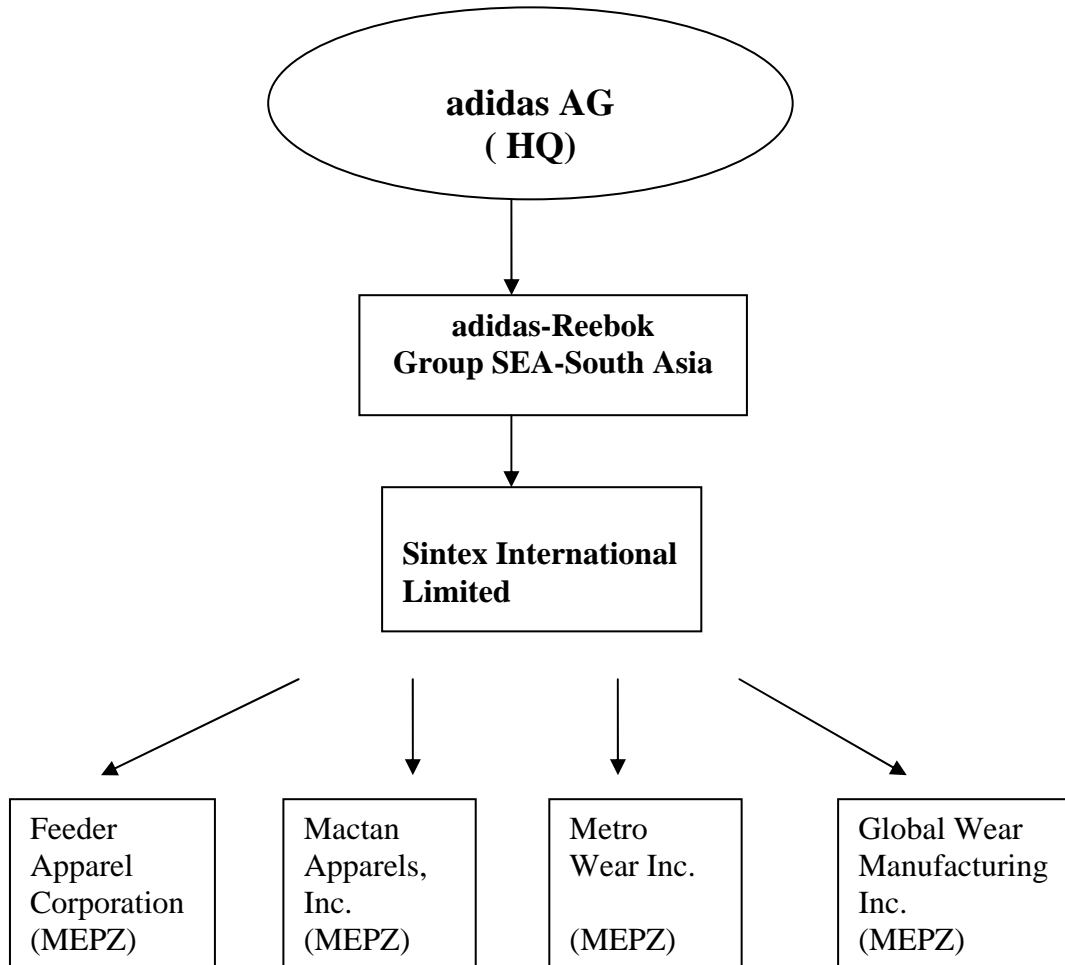 adidas AG
( HQ)
adidas-Reebok
Group SEA-South Asia
Sintex International
Limited
Feeder
Apparel
Corporation
(MEPZ)
Mactan
Apparels,
Inc.
(MEPZ)
Metro
Wear Inc.
(MEPZ)
Global Wear
Manufacturing
Inc.
(MEPZ)